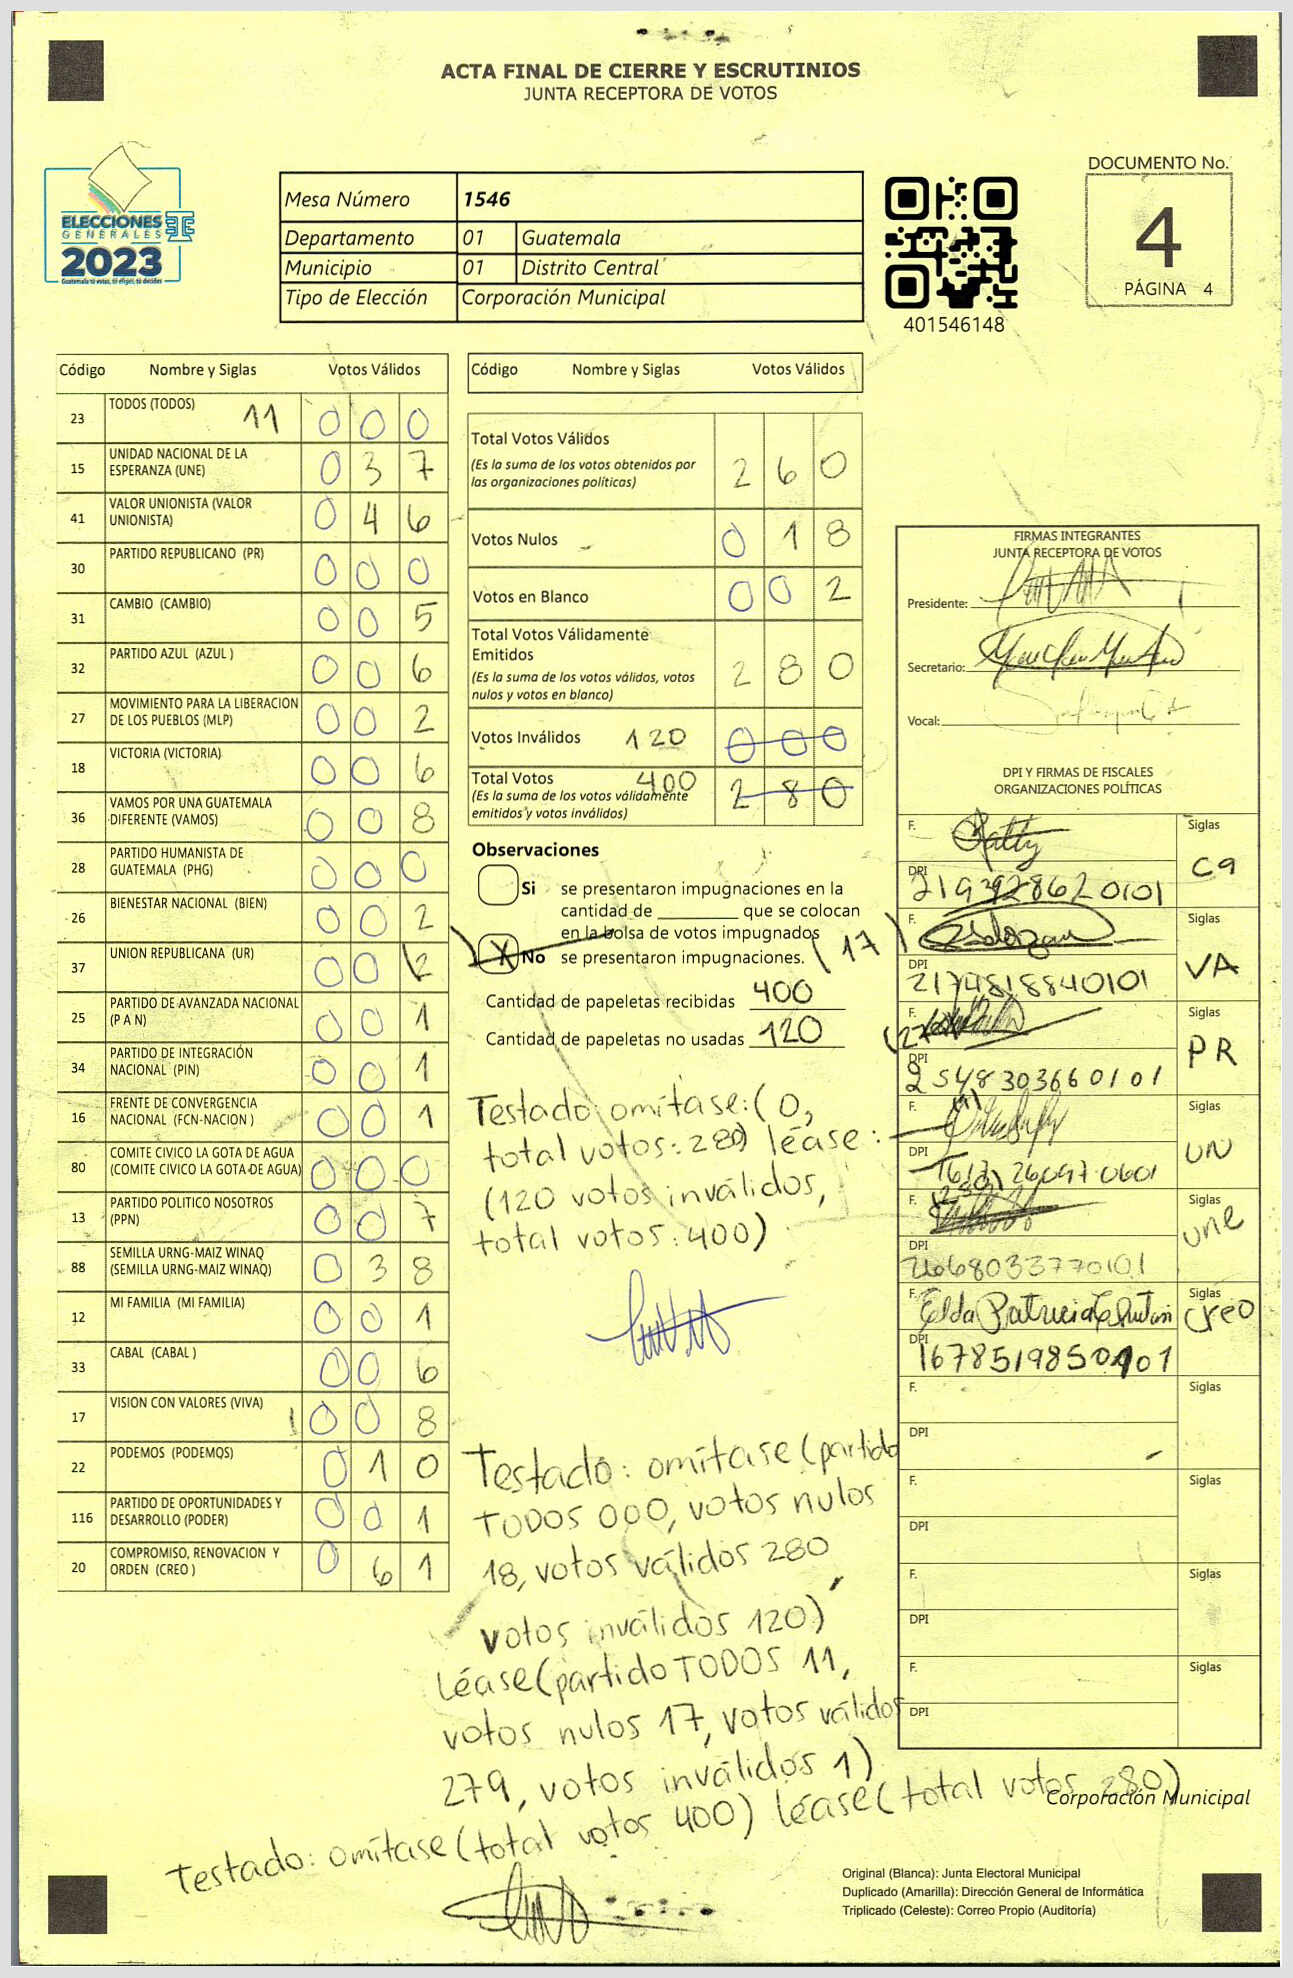 ACTA FINAL DE CIERRE Y ESCRUTINIOS
JUNTA RECEPTORA DE VOTOS
ELECCIONES
GENERALES
2023
Guatemala tú votas, tú eliges, tú decides
Mesa Número 1546
Departamento 01 Guatemala
Municipio 01 Distrito Central
Tipo de Elección Corporación Municipal
401546148
DOCUMENTO No.
4
PÁGINA 4
Código Nombre y Siglas Votos Válidos
23 TODOS (TODOS) 11 0 0 0
15 UNIDAD NACIONAL DE LA
ESPERANZA (UNE) 0 3 7
41 VALOR UNIONISTA (VALOR
UNIONISTA) 0 4 6
30 PARTIDO REPUBLICANO (PR) 0 0 0
31 CAMBIO (CAMBIO) 0 0 5
32 PARTIDO AZUL (AZUL ) 0 0 6
27 MOVIMIENTO PARA LA LIBERACION
DE LOS PUEBLOS (MLP) 0 0 2
18 VICTORIA (VICTORIA) 0 0 6
36 VAMOS POR UNA GUATEMALA
DIFERENTE (VAMOS) 0 0 8
28 PARTIDO HUMANISTA DE
GUATEMALA (PHG) 0 0 0
26 BIENESTAR NACIONAL (BIEN) 0 0 2
37 UNION REPUBLICANA (UR) 0 0 2
25 PARTIDO DE AVANZADA NACIONAL
(P A N) 0 0 1
34 PARTIDO DE INTEGRACIÓN
NACIONAL (PIN) 0 0 1
16 FRENTE DE CONVERGENCIA
NACIONAL (FCN-NACION ) 0 0 1
80 COMITE CIVICO LA GOTA DE AGUA
(COMITE CIVICO LA GOTA DE AGUA) 0 0 0
13 PARTIDO POLITICO NOSOTROS
(PPN) 0 0 7
88 SEMILLA URNG-MAIZ WINAQ
(SEMILLA URNG-MAIZ WINAQ) 0 3 8
12 MI FAMILIA (MI FAMILIA) 0 0 1
33 CABAL (CABAL ) 0 0 6
17 VISION CON VALORES (VIVA) 0 0 8
22 PODEMOS (PODEMOS) 0 1 0
116 PARTIDO DE OPORTUNIDADES Y
DESARROLLO (PODER) 0 0 1
20 COMPROMISO, RENOVACION Y
ORDEN (CREO ) 0 6 1
Código Nombre y Siglas Votos Válidos
Total Votos Válidos
(Es la suma de los votos obtenidos por
las organizaciones políticas) 2 6 0
Votos Nulos 0 1 8
Votos en Blanco 0 0 2
Total Votos Válidamente
Emitidos
(Es la suma de los votos válidos, votos
nulos y votos en blanco) 2 8 0
Votos Inválidos 120 0 0 0
Total Votos 400
(Es la suma de los votos válidamente
emitidos y votos inválidos) 2 8 0
Observaciones
Si se presentaron impugnaciones en la
cantidad de ________ que se colocan
en la bolsa de votos impugnados
X No se presentaron impugnaciones. (17)
Cantidad de papeletas recibidas 400
Cantidad de papeletas no usadas 120
Testado: omítase: (0,
total votos: 280) léase:
(120 votos inválidos,
total votos: 400)
Testado: omítase (partido
TODOS 000, votos nulos
18, votos válidos 280
votos inválidos 120)
Léase (partido TODOS 11,
votos nulos 17, votos válidos
279, votos inválidos 1)
Testado: omítase (total votos 400) léase (total votos 280)
FIRMAS INTEGRANTES
JUNTA RECEPTORA DE VOTOS
Presidente:
Secretario:
Vocal:
DPI Y FIRMAS DE FISCALES
ORGANIZACIONES POLÍTICAS
F. Patty Siglas
DPI Ca
F. Siglas
DPI 2174818840101 VA
F. Siglas
DPI 2548303660101 PR
F. Siglas
DPI UN
F. Siglas
DPI 2668033770101 une
F. Elda Patricia Siglas
DPI Creo
F. Siglas
DPI
F. Siglas
DPI
F. Siglas
DPI
F. Siglas
DPI
Corporación Municipal
Original (Blanca): Junta Electoral Municipal
Duplicado (Amarilla): Dirección General de Informática
Triplicado (Celeste): Correo Propio (Auditoría)